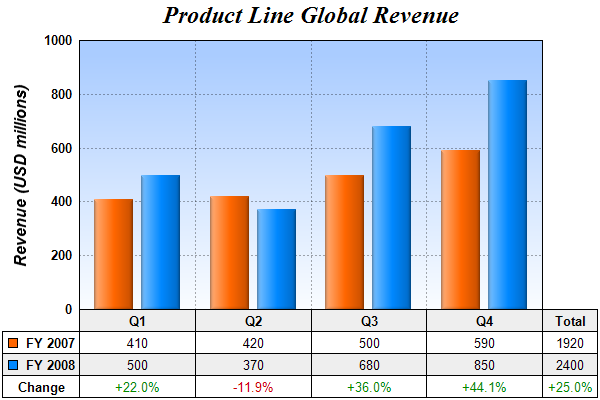 Product Line Global Revenue
Revenue (USD millions)
1000
800
600
400
200
0
Q1 Q2 Q3 Q4 Total
FY 2007 410 420 500 590 1920
FY 2008 500 370 680 850 2400
Change +22.0% -11.9% +36.0% +44.1% +25.0%